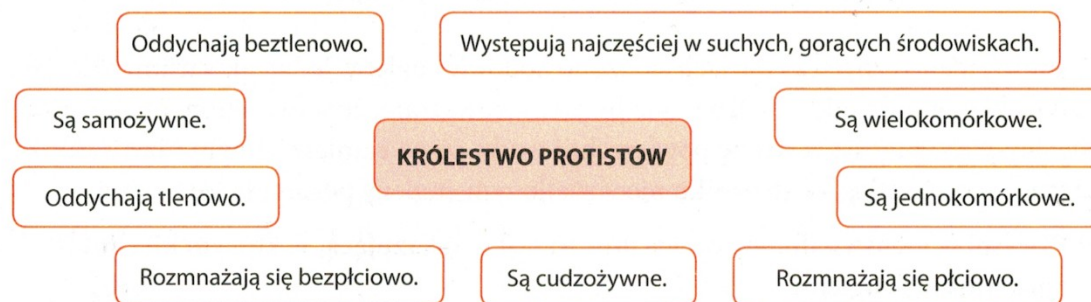 Oddychają beztlenowo.
Występują najczęściej w suchych, gorących środowiskach.
Są samożywne.
Są wielokomórkowe.
KRÓLESTWO PROTISTÓW
Oddychają tlenowo.
Są jednokomórkowe.
Rozmnażają się bezpłciowo.
Są cudzożywne.
Rozmnażają się płciowo.